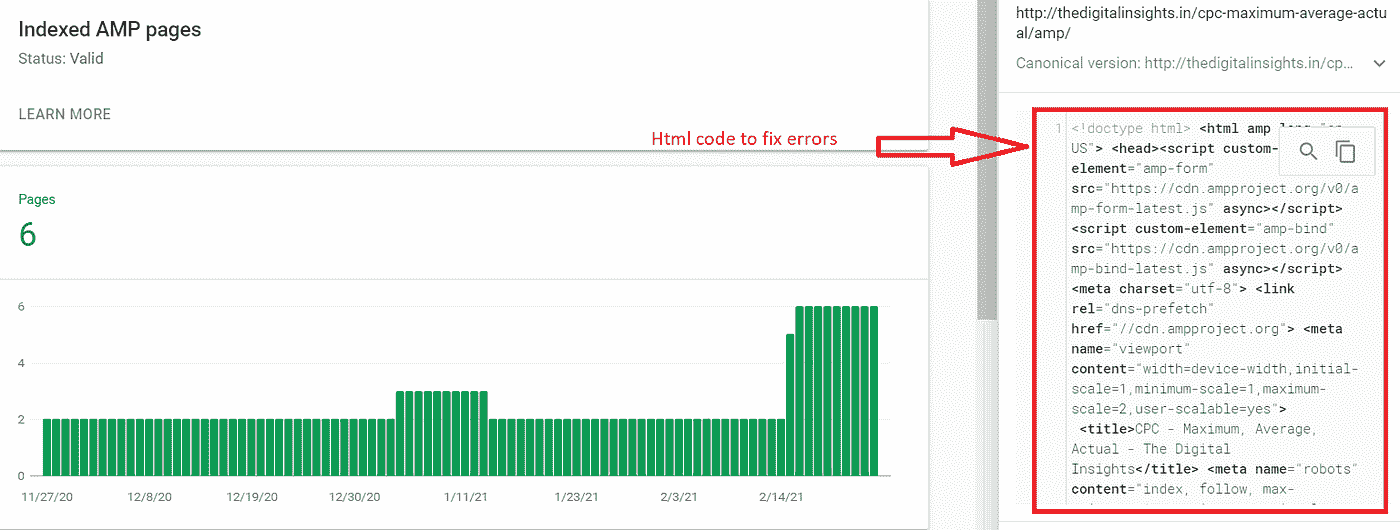 Indexed AMP pages
Status: Valid
LEARN MORE
Html code to fix errors
Pages
6
6
4
2
0
11/27/20
12/8/20
12/19/20
12/30/20
1/11/21
1/23/21
2/3/21
2/14/21
http://thedigitalinsights.in/cpc-maximum-average-actu
al/amp/
Canonical version: http://thedigitalinsights.in/cp...
1
<!doctype html> <html amp
US"> <head><script custom-
element="amp-form"
src="https://cdn.ampproject.org/v0/a
mp-form-latest.js" async></script>
<script custom-element="amp-bind"
src="https://cdn.ampproject.org/v0/a
mp-bind-latest.js" async></script>
<meta charset="utf-8"> <link
rel="dns-prefetch"
href="//cdn.ampproject.org"> <meta
name="viewport"
content="width=device-width,initial-
scale=1,minimum-scale=1,maximum-
scale=2,user-scalable=yes">
<title>CPC - Maximum, Average,
Actual - The Digital
Insights</title> <meta name="robots"
content="index, follow, max-